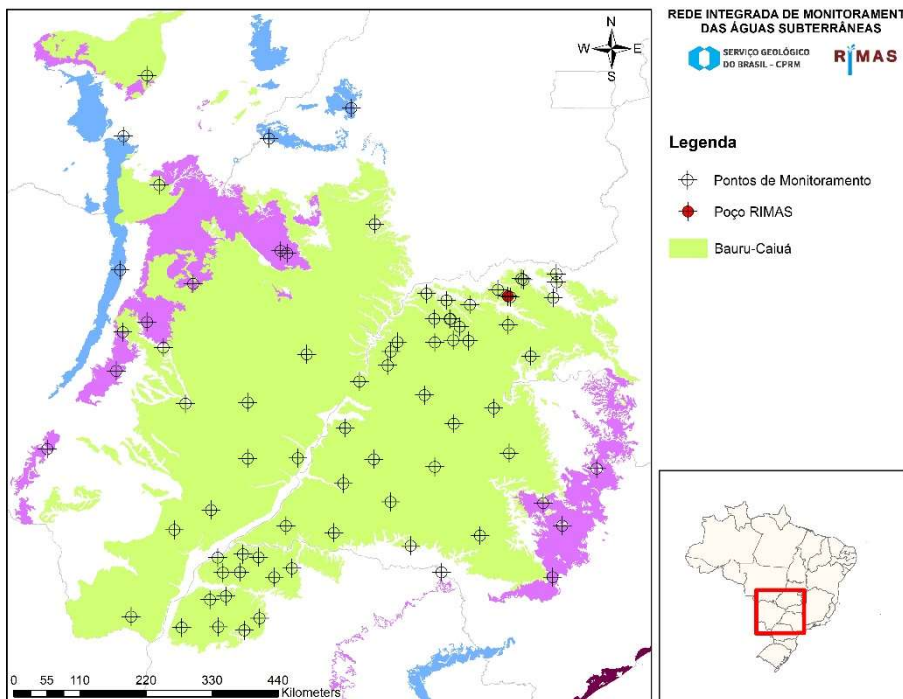 REDE INTEGRADA DE MONITORAMENT
DAS ÁGUAS SUBTERRÂNEAS
SERVIÇO GEOLÓGICO
DO BRASIL – CPRM
RIMAS
N
W E
S
Legenda
Pontos de Monitoramento
Poço RIMAS
Bauru-Caiuá
0 55 110 220 330 440
Kilometers